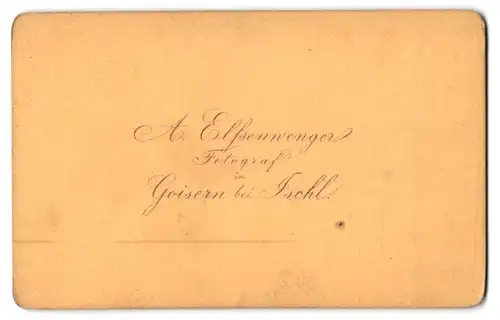 A. Elßenwenger
Fotograf
in
Goisern bei Ischl.